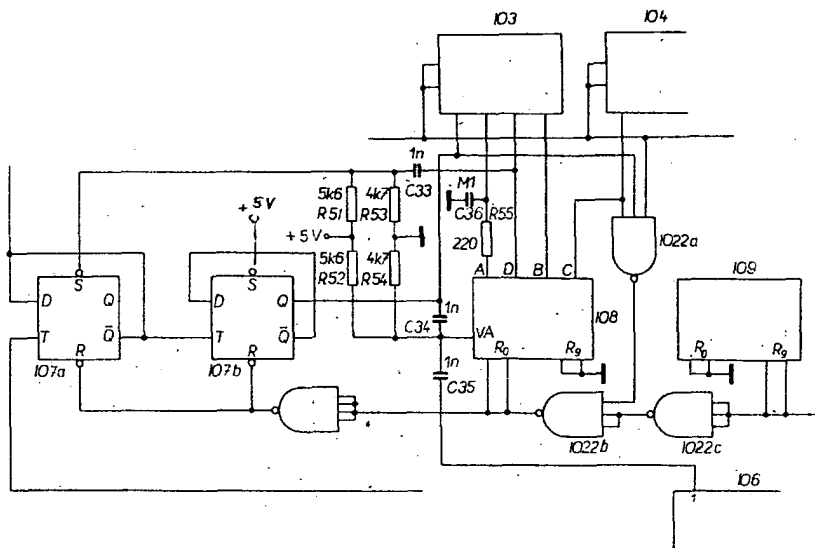 IO3
IO4
1n
C33
M1
C36
R55
220
5k6
R51
4k7
R53
+5V
+5V
5k6
R52
4k7
R54
IO22a
IO9
A
D
B
C
D
S
Q
T
Q̅
R
IO7a
D
S
Q
T
Q̅
R
IO7b
1n
C34
VA
IO8
R0
R9
R0
R9
1n
C35
IO22b
IO22c
IO6
1